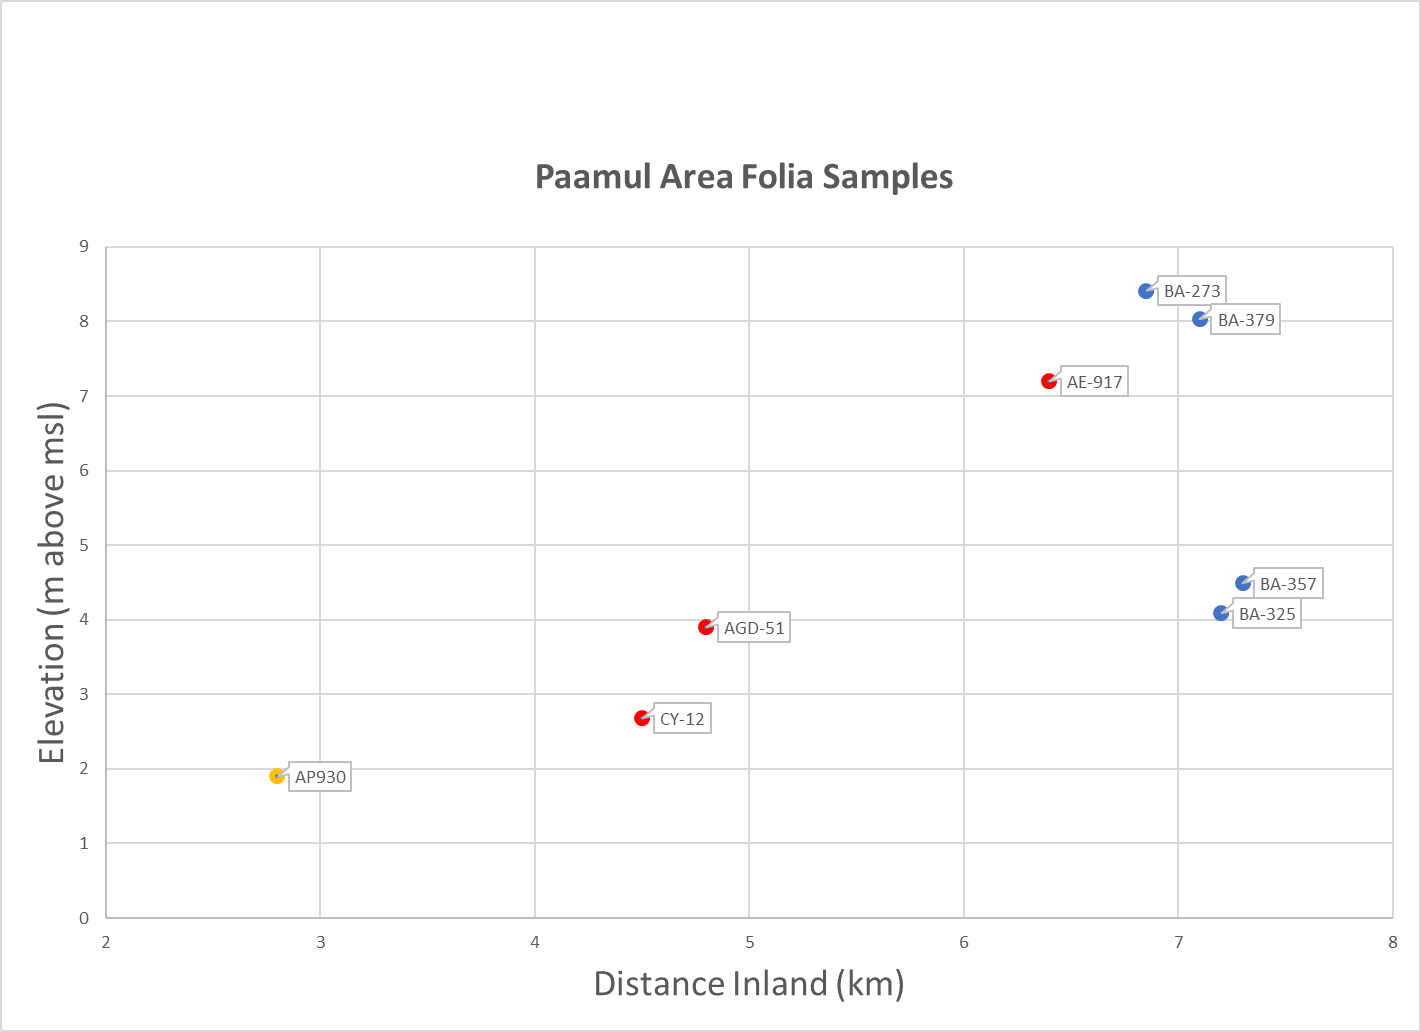 Paamul Area Folia Samples
9
8
7
6
5
4
3
2
1
0
BA-273
BA-379
AE-917
BA-357
BA-325
AGD-51
CY-12
AP930
2 3 4 5 6 7 8
Elevation (m above msl)
Distance Inland (km)